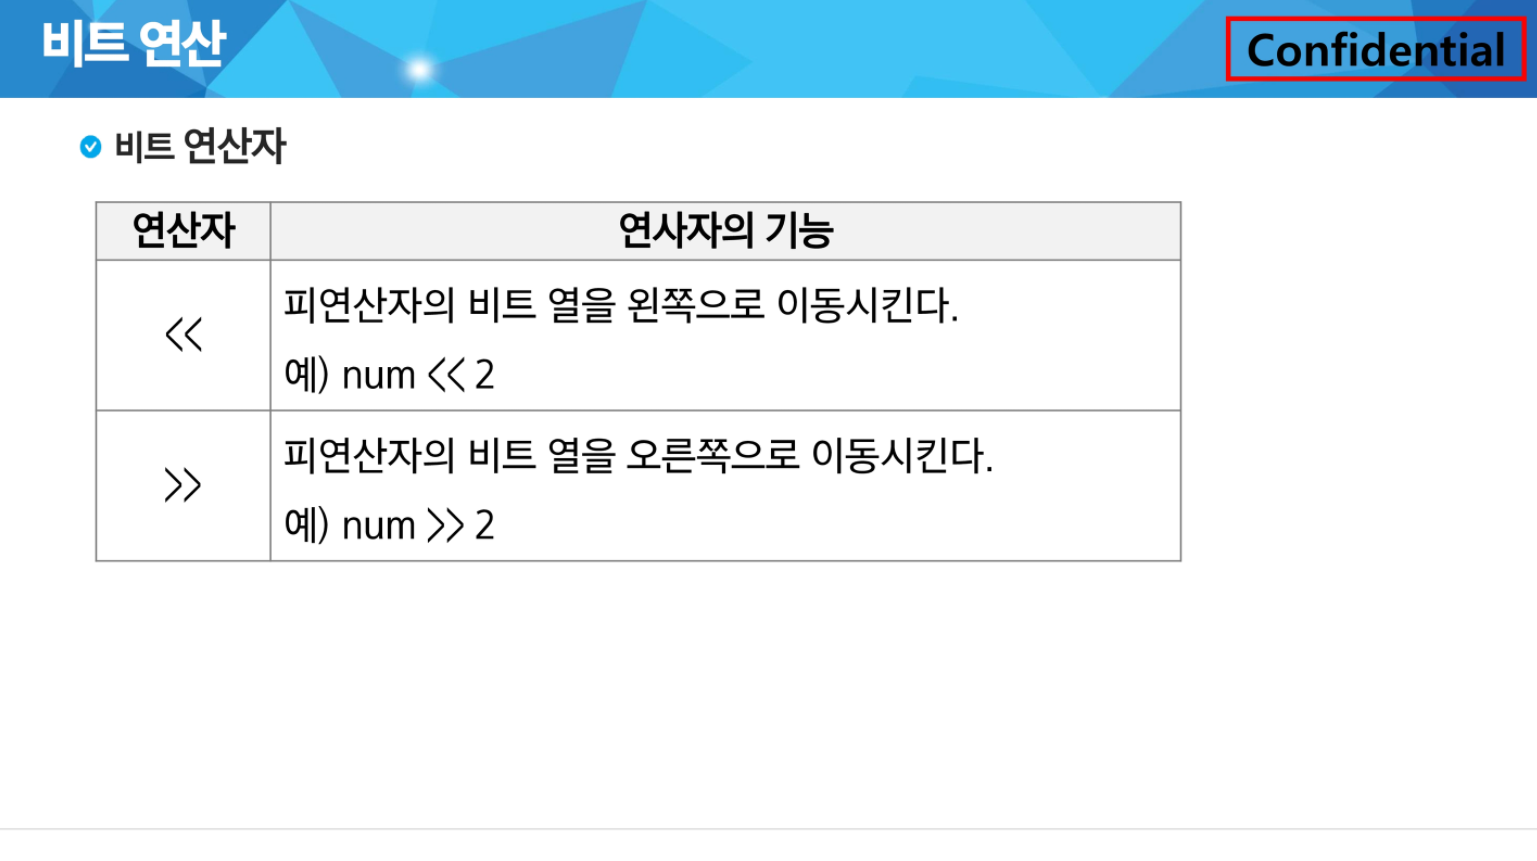 비트 연산
Confidential
비트 연산자
연산자
연사자의 기능
<<
피연산자의 비트 열을 왼쪽으로 이동시킨다.
예) num << 2
>>
피연산자의 비트 열을 오른쪽으로 이동시킨다.
예) num >> 2